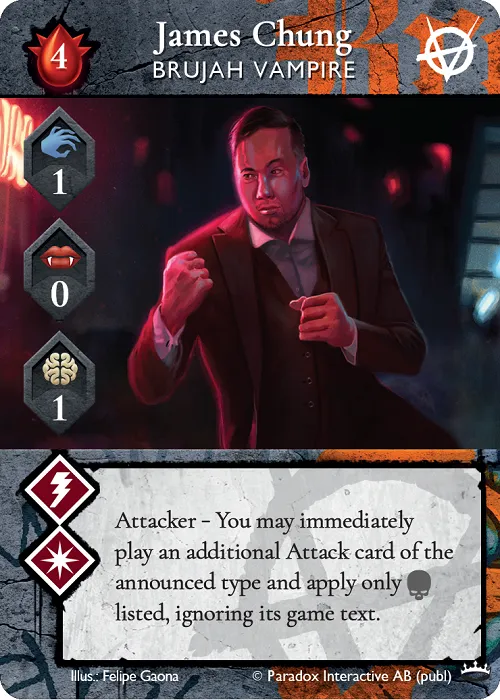 James Chung
BRUJAH VAMPIRE
4
1
0
1
Attacker – You may immediately
play an additional Attack card of the
announced type and apply only
listed, ignoring its game text.
Illus.: Felipe Gaona © Paradox Interactive AB (publ)